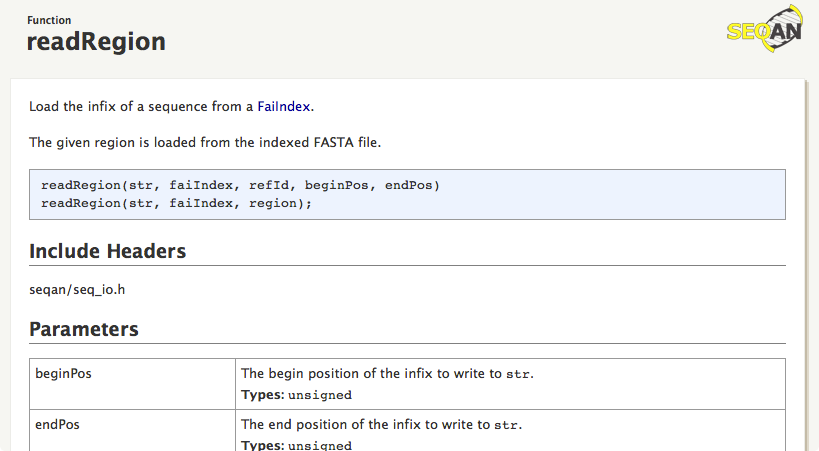 Function
readRegion
SEQAN
Load the infix of a sequence from a FaiIndex.
The given region is loaded from the indexed FASTA file.
readRegion(str, faiIndex, refId, beginPos, endPos)
readRegion(str, faiIndex, region);
Include Headers
seqan/seq_io.h
Parameters
beginPos
The begin position of the infix to write to str.
Types: unsigned
endPos
The end position of the infix to write to str.
Types: unsigned